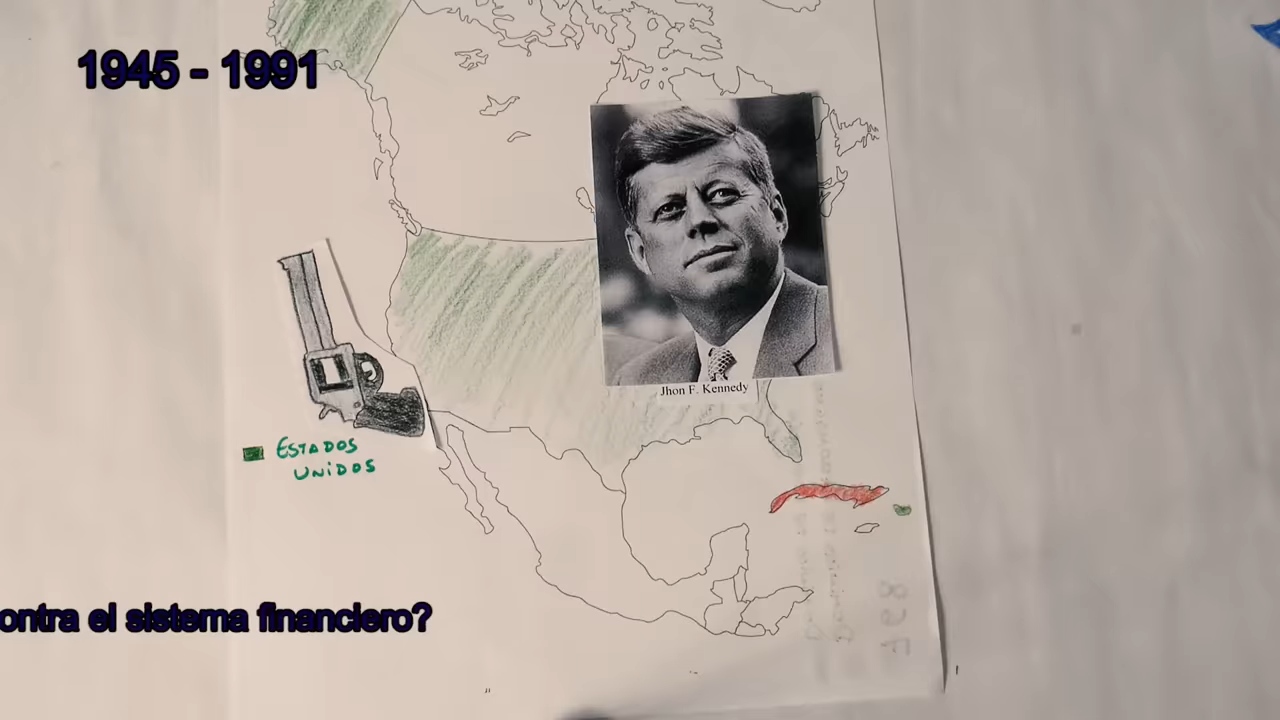 1945 - 1991
Jhon F. Kennedy
ESTADOS
UNIDOS
ontra el sistema financiero?